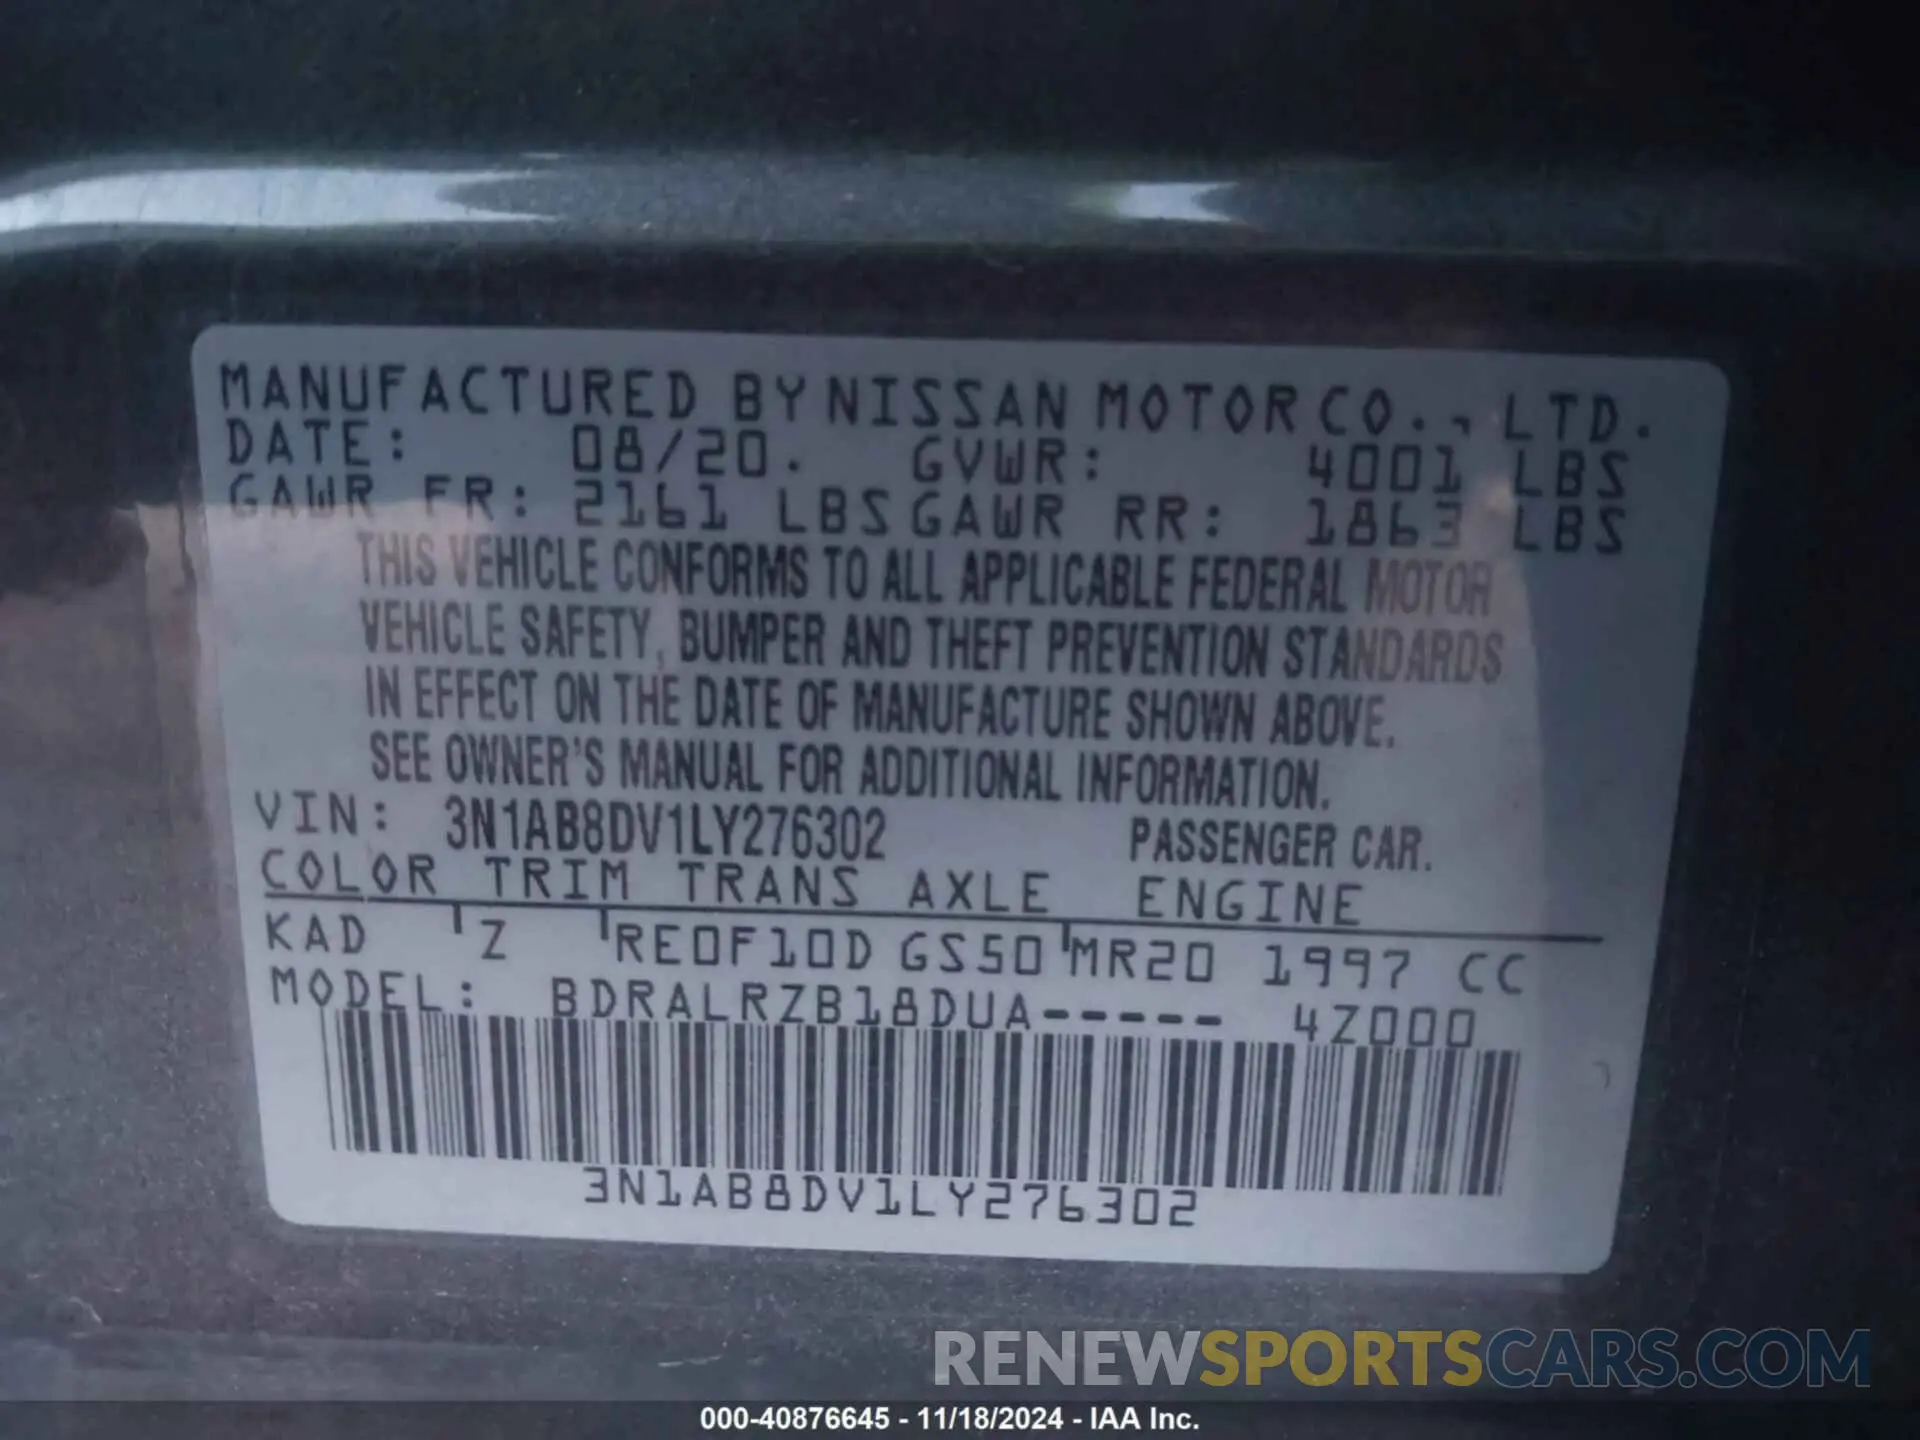 MANUFACTURED BY NISSAN MOTOR CO., LTD.
DATE: 08/20. GVWR: 4001 LBS
GAWR FR: 2161 LBS GAWR RR: 1863 LBS
THIS VEHICLE CONFORMS TO ALL APPLICABLE FEDERAL MOTOR
VEHICLE SAFETY, BUMPER AND THEFT PREVENTION STANDARDS
IN EFFECT ON THE DATE OF MANUFACTURE SHOWN ABOVE.
SEE OWNER'S MANUAL FOR ADDITIONAL INFORMATION.
VIN: 3N1AB8DV1LY276302 PASSENGER CAR.
COLOR TRIM TRANS AXLE ENGINE
KAD Z RE0F10D GS50 MR20 1997 CC
MODEL: BDRALRZB18DUA----- 4Z000
3N1AB8DV1LY276302
RENEWSPORTSCARS.COM
000-40876645 - 11/18/2024 - IAA Inc.